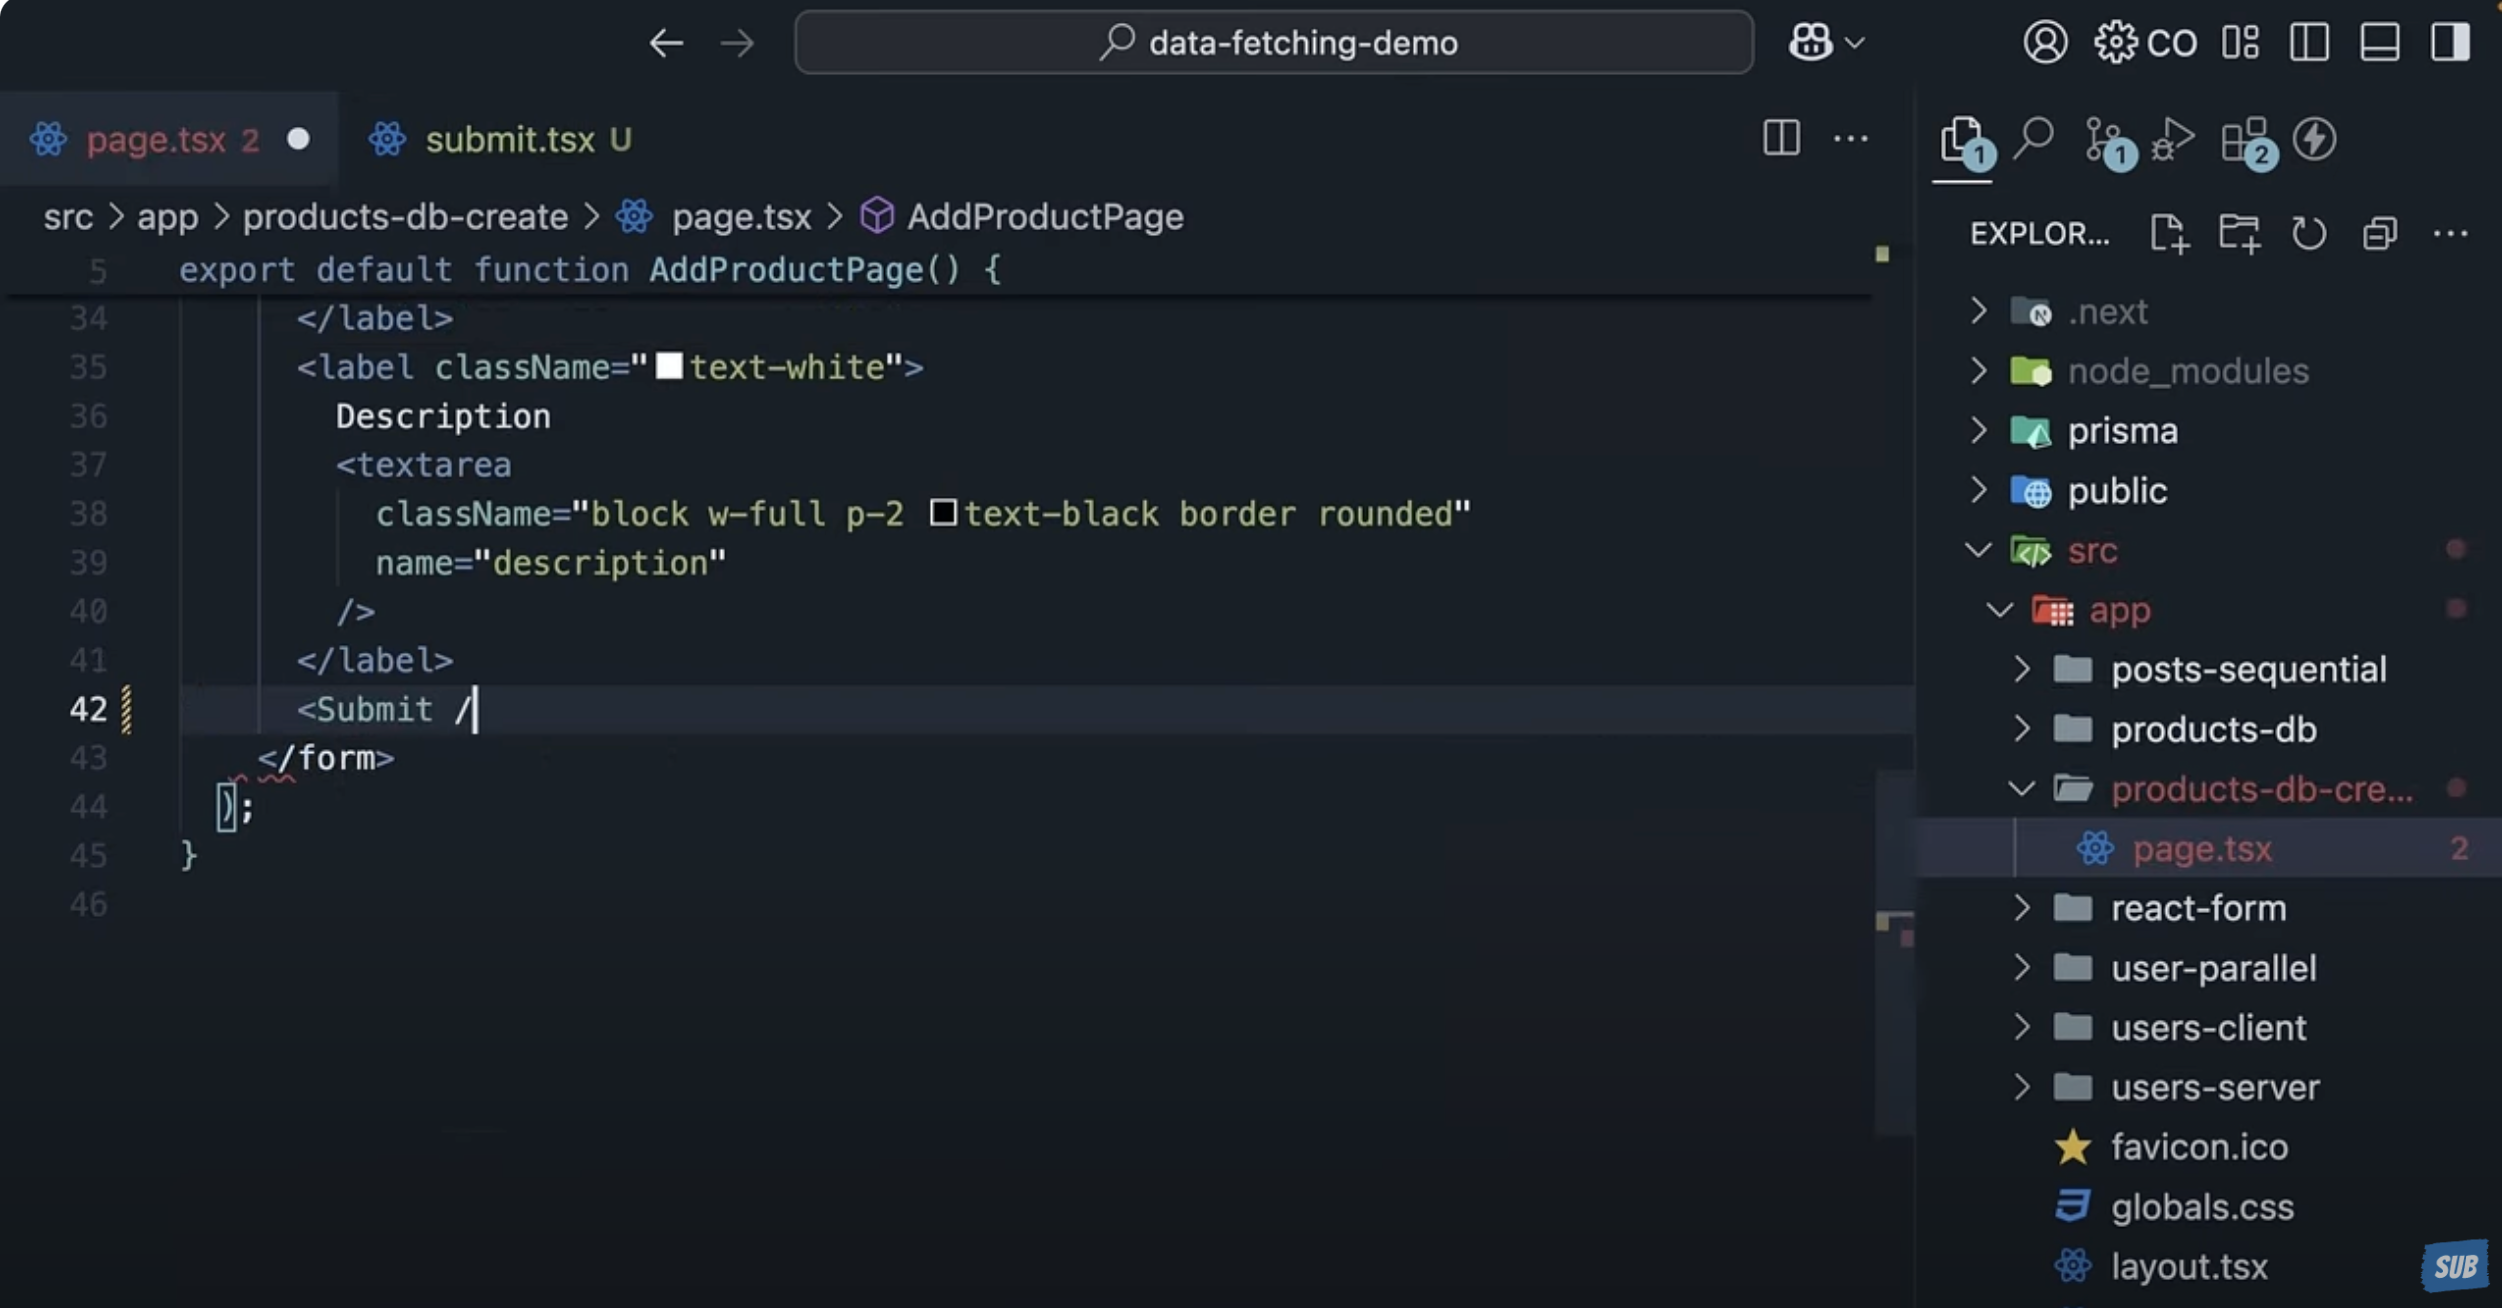 data-fetching-demo
CO
page.tsx 2
submit.tsx U
1
1
2
src > app > products-db-create > page.tsx > AddProductPage
EXPLOR...
5 export default function AddProductPage() {
34 </label>
35 <label className="text-white">
36 Description
37 <textarea
38 className="block w-full p-2 text-black border rounded"
39 name="description"
40 />
41 </label>
42 <Submit /
43 </form>
44 );
45 }
46
.next
node_modules
prisma
public
src
app
posts-sequential
products-db
products-db-cre...
page.tsx 2
react-form
user-parallel
users-client
users-server
favicon.ico
globals.css
layout.tsx
SUB